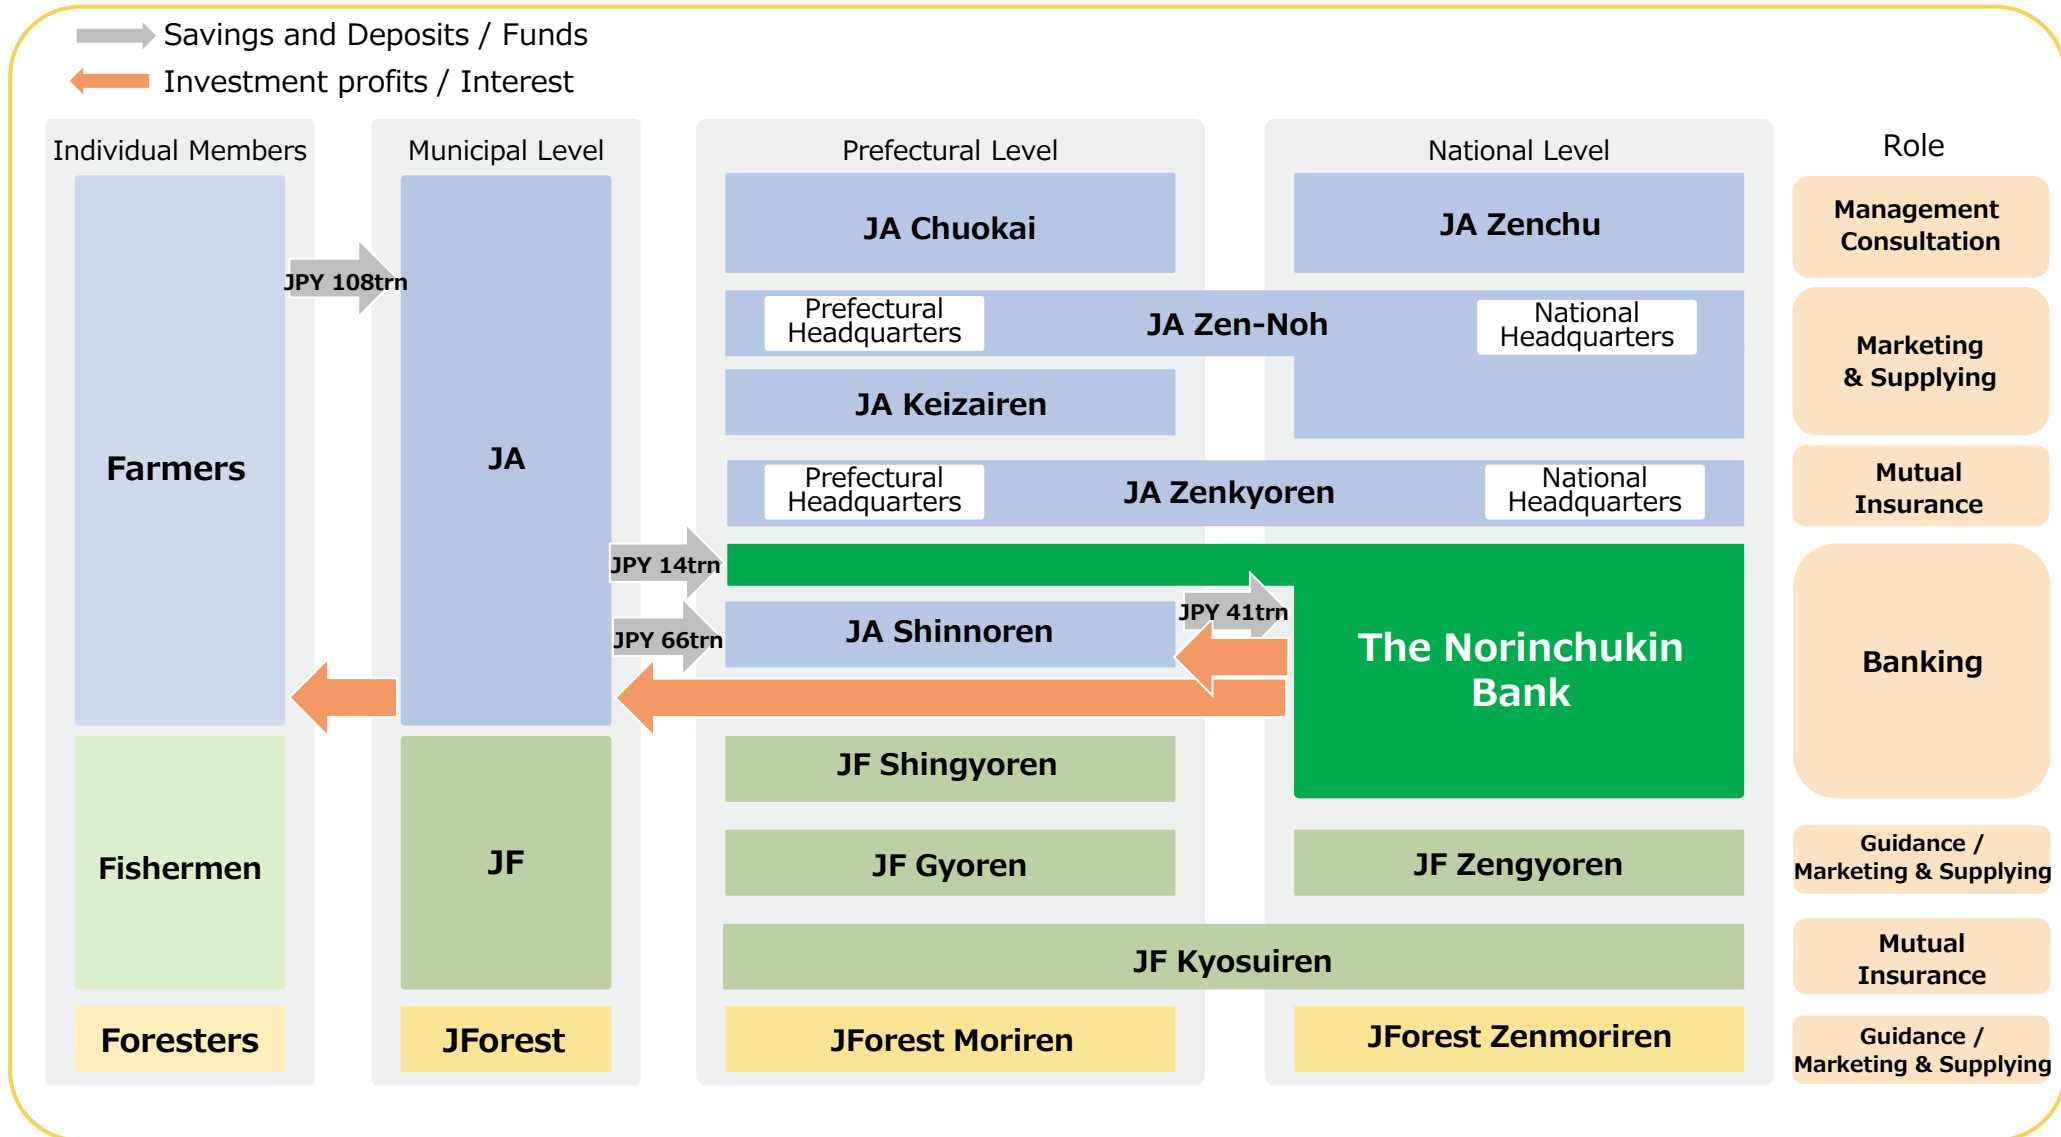 Savings and Deposits / Funds
Investment profits / Interest
Individual Members
Municipal Level
Prefectural Level
National Level
Role
Farmers
JPY 108trn
JA
JA Chuokai
JA Zenchu
Management
Consultation
Prefectural
Headquarters
JA Zen-Noh
National
Headquarters
JA Keizairen
Marketing
& Supplying
Prefectural
Headquarters
JA Zenkyoren
National
Headquarters
Mutual
Insurance
JPY 14trn
JPY 66trn
JA Shinnoren
JPY 41trn
The Norinchukin
Bank
Banking
JF Shingyoren
Fishermen
JF
JF Gyoren
JF Zengyoren
Guidance /
Marketing & Supplying
JF Kyosuiren
Mutual
Insurance
Foresters
JForest
JForest Moriren
JForest Zenmoriren
Guidance /
Marketing & Supplying